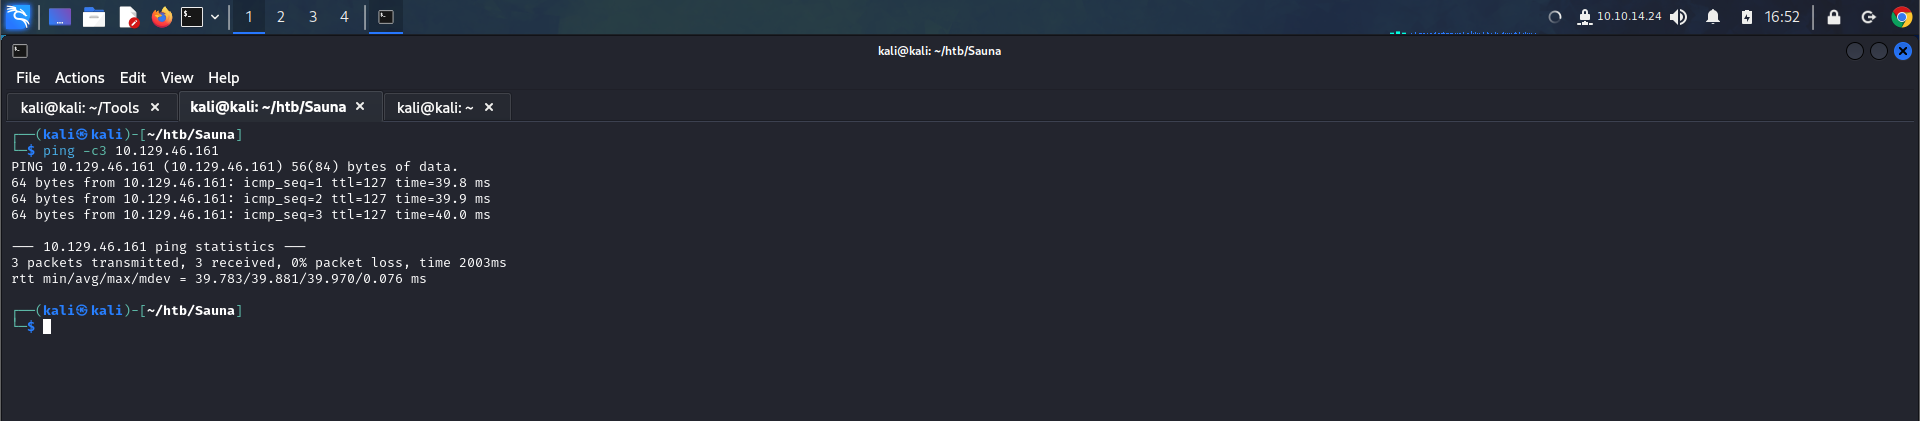 1 2 3 4 10.10.14.24 16:52
kali@kali: ~/htb/Sauna
File Actions Edit View Help
kali@kali: ~/Tools × kali@kali: ~/htb/Sauna × kali@kali: ~ ×
┌──(kali㉿kali)-[~/htb/Sauna]
└─$ ping -c3 10.129.46.161
PING 10.129.46.161 (10.129.46.161) 56(84) bytes of data.
64 bytes from 10.129.46.161: icmp_seq=1 ttl=127 time=39.8 ms
64 bytes from 10.129.46.161: icmp_seq=2 ttl=127 time=39.9 ms
64 bytes from 10.129.46.161: icmp_seq=3 ttl=127 time=40.0 ms
--- 10.129.46.161 ping statistics ---
3 packets transmitted, 3 received, 0% packet loss, time 2003ms
rtt min/avg/max/mdev = 39.783/39.881/39.970/0.076 ms
┌──(kali㉿kali)-[~/htb/Sauna]
└─$